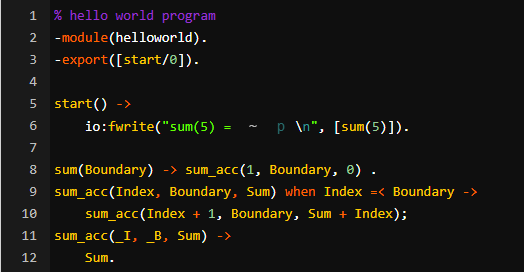 1 % hello world program
2 -module(helloworld).
3 -export([start/0]).
4
5 start() ->
6     io:fwrite("sum(5) =  ~  p \n", [sum(5)]).
7
8 sum(Boundary) -> sum_acc(1, Boundary, 0) .
9 sum_acc(Index, Boundary, Sum) when Index =< Boundary ->
10     sum_acc(Index + 1, Boundary, Sum + Index);
11 sum_acc(_I, _B, Sum) ->
12     Sum.